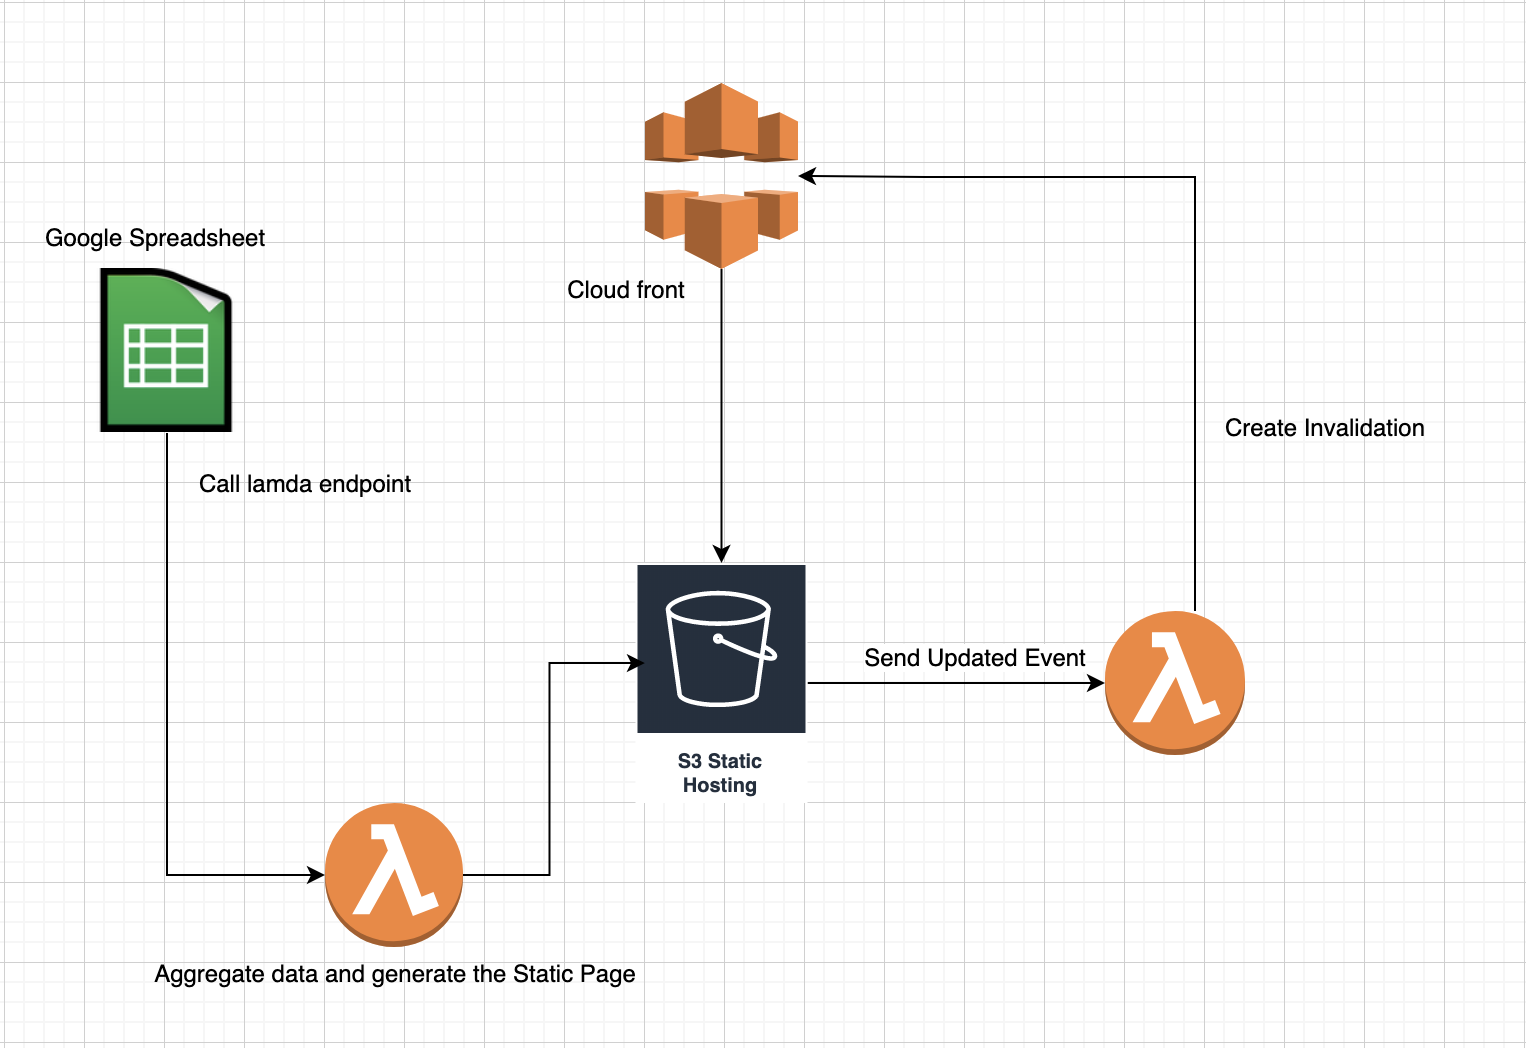 Google Spreadsheet
Cloud front
Create Invalidation
Call lamda endpoint
Send Updated Event
S3 Static
Hosting
Aggregate data and generate the Static Page